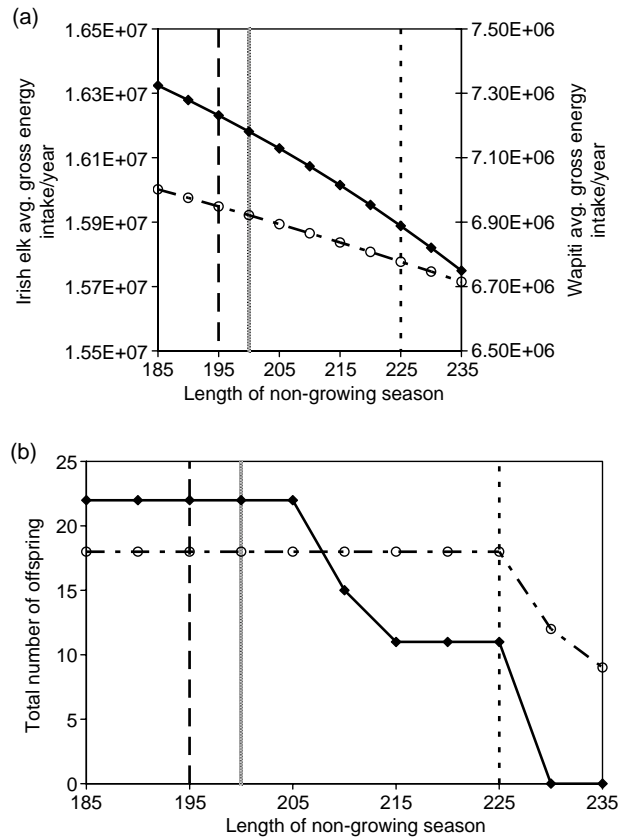 (a)
1.65E+07
1.63E+07
1.61E+07
1.59E+07
1.57E+07
1.55E+07
Irish elk avg. gross energy
intake/year
7.50E+06
7.30E+06
7.10E+06
6.90E+06
6.70E+06
6.50E+06
Wapiti avg. gross energy
intake/year
185 195 205 215 225 235
Length of non-growing season
(b)
25
20
15
10
5
0
Total number of offspring
185 195 205 215 225 235
Length of non-growing season